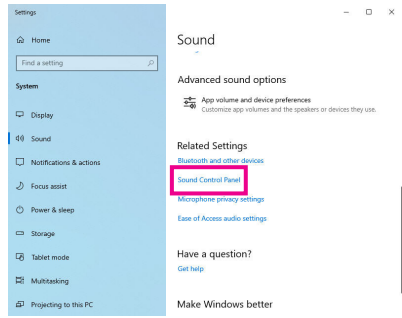 Settings
Home
Find a setting
System
Display
Sound
Notifications & actions
Focus assist
Power & sleep
Storage
Tablet mode
Multitasking
Projecting to this PC
Sound
Advanced sound options
App volume and device preferences
Customize app volumes and the speakers or devices they use.
Related Settings
Bluetooth and other devices
Sound Control Panel
Microphone privacy settings
Ease of Access audio settings
Have a question?
Get help
Make Windows better